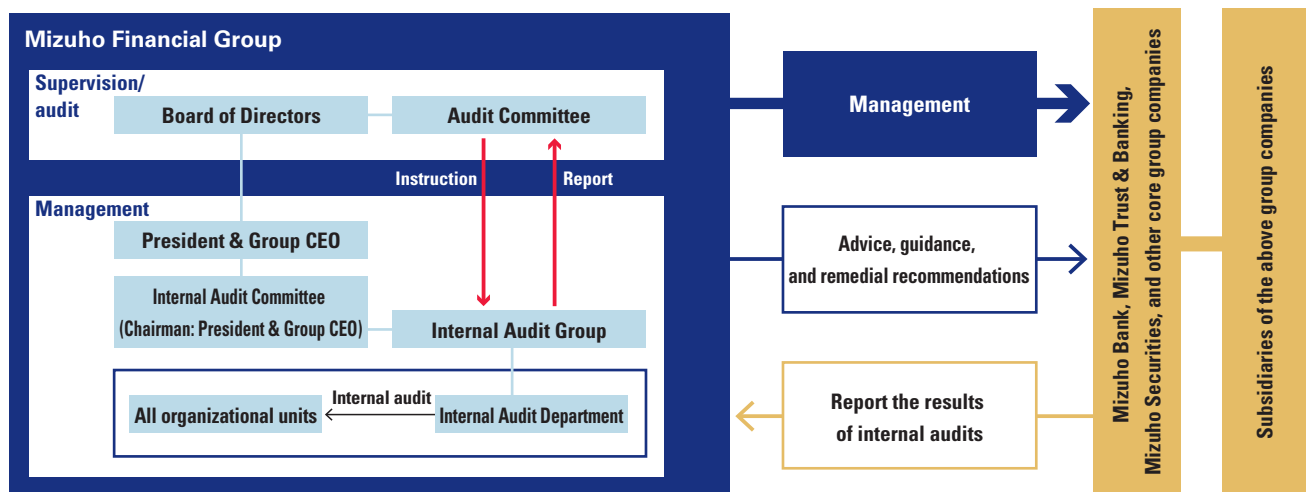 Mizuho Financial Group
Supervision/
audit
Board of Directors
Audit Committee
Instruction
Report
Management
President & Group CEO
Internal Audit Committee
(Chairman: President & Group CEO)
Internal Audit Group
All organizational units
Internal audit
Internal Audit Department
Management
Advice, guidance,
and remedial recommendations
Report the results
of internal audits
Mizuho Bank, Mizuho Trust & Banking,
Mizuho Securities, and other core group companies
Subsidiaries of the above group companies